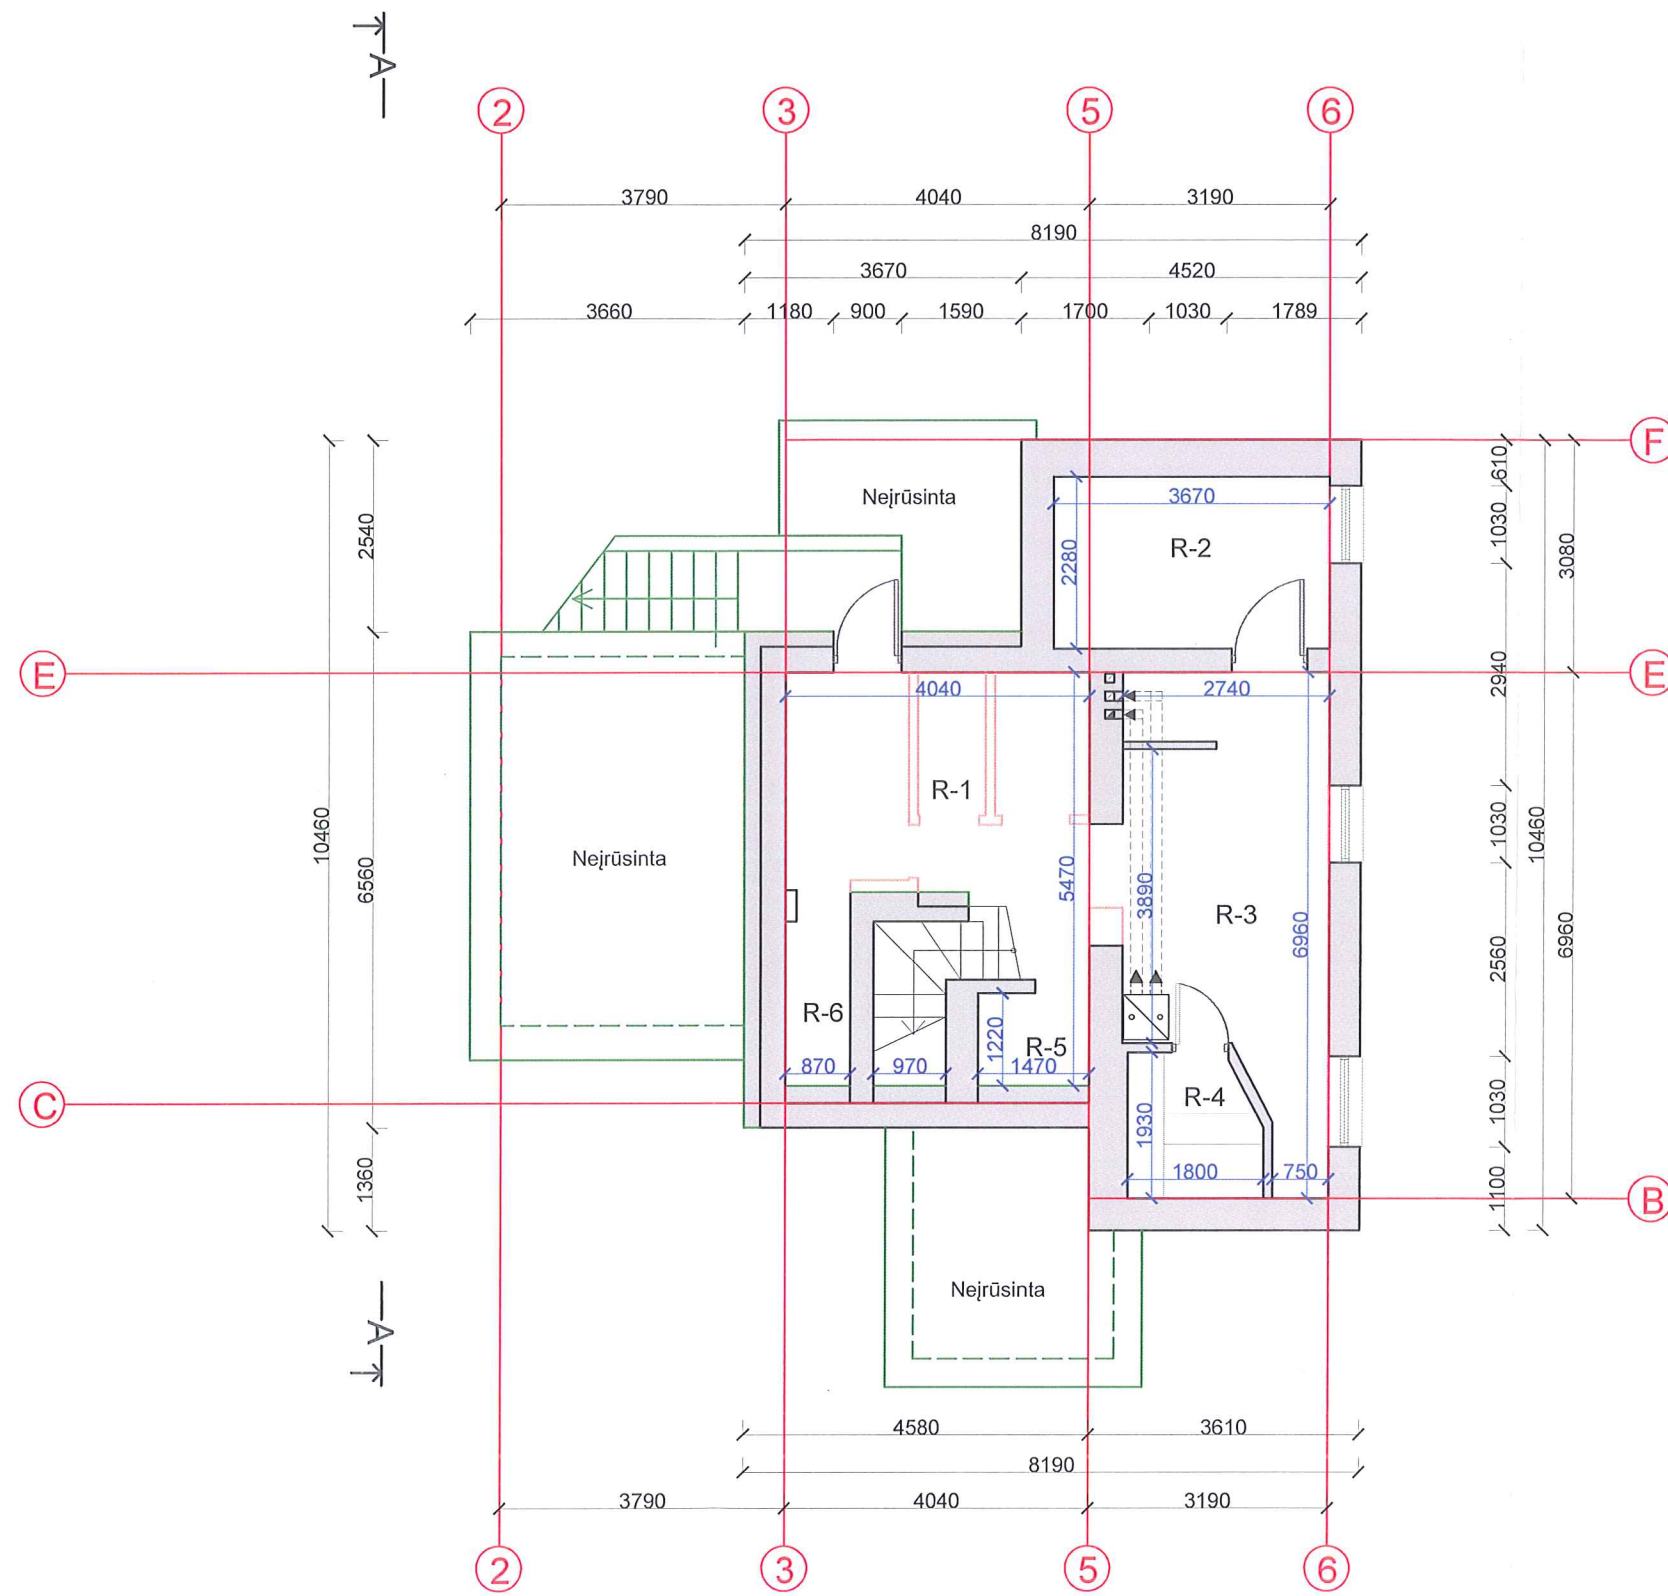 A
2 3 5 6
3790 4040 3190
8190
3670 4520
3660 1180 900 1590 1700 1030 1789
F
610
Neįrūsinta
3670
R-2
1030
2540
2280
3080
E
E
4040
2740
2940
R-1
10460
1030
10460
Neįrūsinta
6560
5470
3890
R-3
6960
2560
6960
R-6
R-5
1220
870 970 1470
C
R-4
1030
1930
1800 750
1360
1100
B
Neįrūsinta
A
4580 3610
8190
3790 4040 3190
2 3 5 6